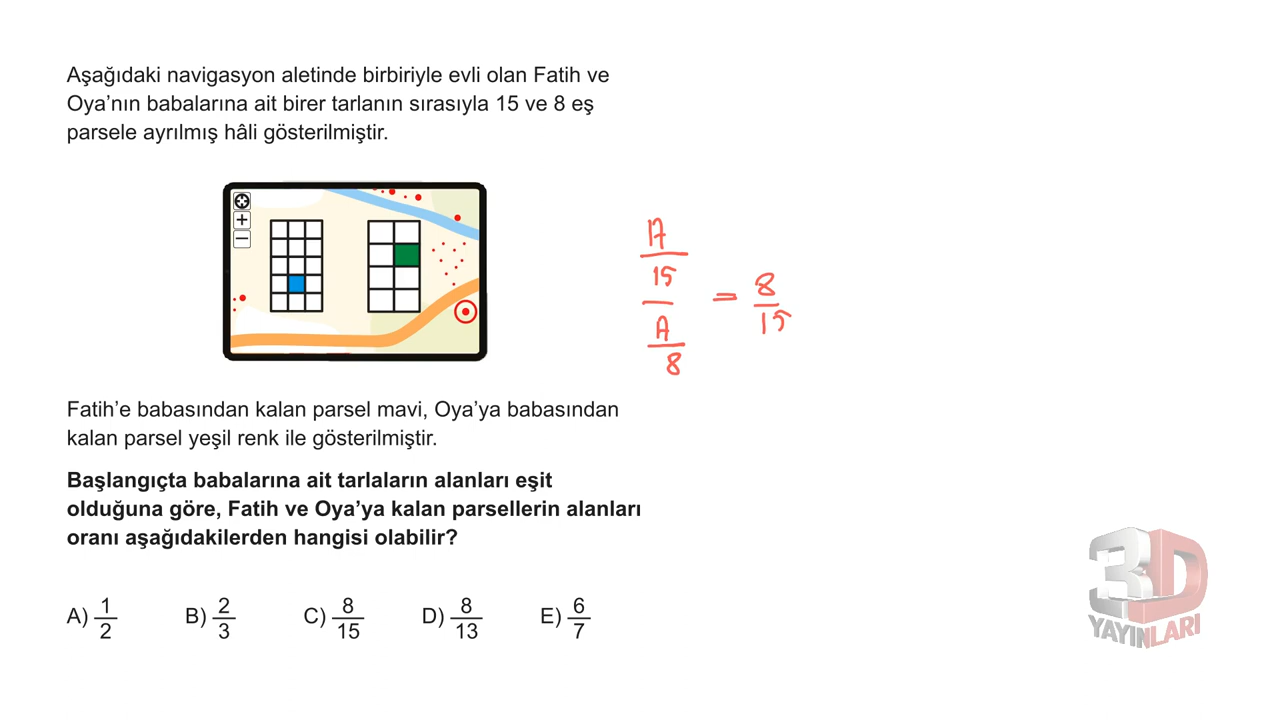 Aşağıdaki navigasyon aletinde birbiriyle evli olan Fatih ve
Oya'nın babalarına ait birer tarlanın sırasıyla 15 ve 8 eş
parsele ayrılmış hâli gösterilmiştir.
+
−
17
15
A
8
= 8
15
Fatih'e babasından kalan parsel mavi, Oya'ya babasından
kalan parsel yeşil renk ile gösterilmiştir.
Başlangıçta babalarına ait tarlaların alanları eşit
olduğuna göre, Fatih ve Oya'ya kalan parsellerin alanları
oranı aşağıdakilerden hangisi olabilir?
A) 1/2 B) 2/3 C) 8/15 D) 8/13 E) 6/7
3D
YAYINLARI